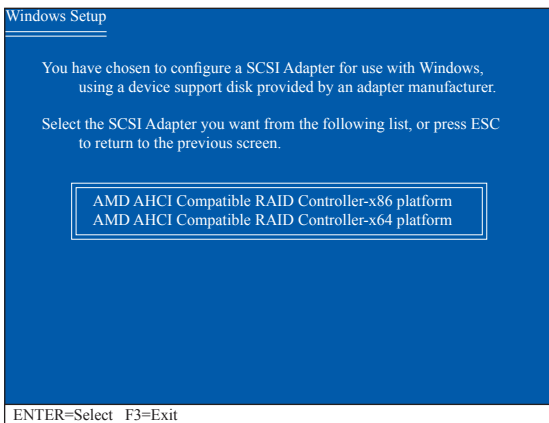 Windows Setup
You have chosen to configure a SCSI Adapter for use with Windows,
using a device support disk provided by an adapter manufacturer.
Select the SCSI Adapter you want from the following list, or press ESC
to return to the previous screen.
AMD AHCI Compatible RAID Controller-x86 platform
AMD AHCI Compatible RAID Controller-x64 platform
ENTER=Select F3=Exit